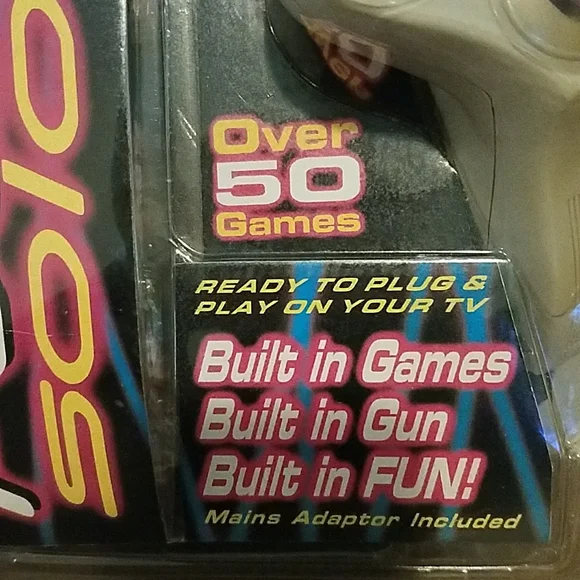 solo
Over
50
Games
READY TO PLUG &
PLAY ON YOUR TV
Built in Games
Built in Gun
Built in FUN!
Mains Adaptor Included